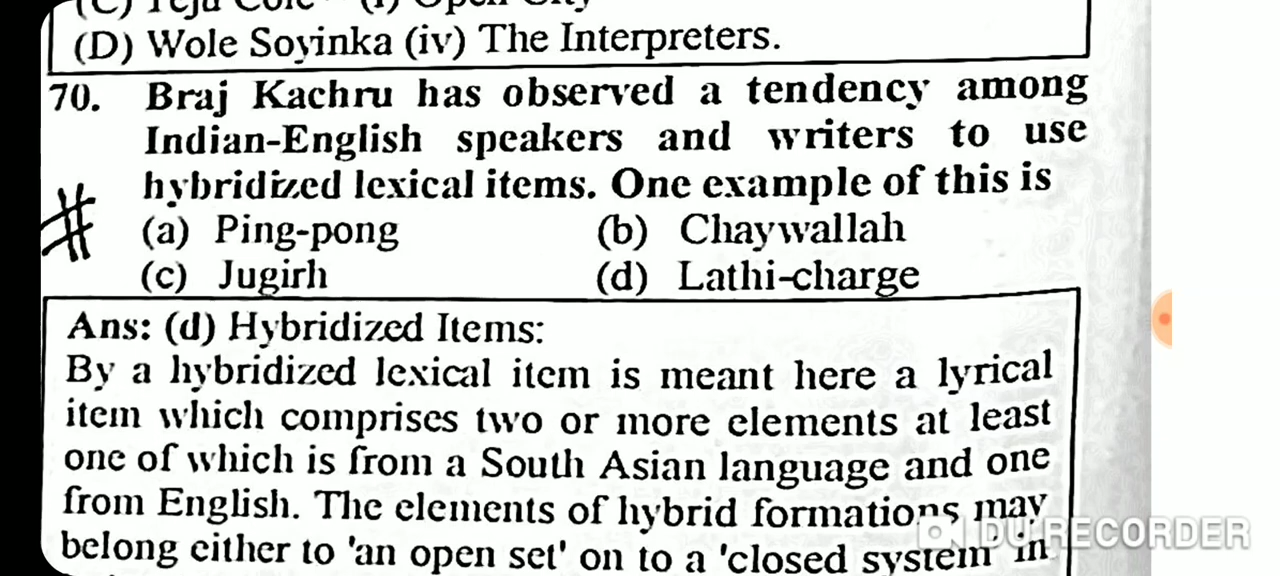 (C) Teju Cole (i) Open City
(D) Wole Soyinka (iv) The Interpreters.
70. Braj Kachru has observed a tendency among
Indian-English speakers and writers to use
hybridized lexical items. One example of this is
(a) Ping-pong (b) Chaywallah
(c) Jugirh (d) Lathi-charge
Ans: (d) Hybridized Items:
By a hybridized lexical item is meant here a lyrical
item which comprises two or more elements at least
one of which is from a South Asian language and one
from English. The elements of hybrid formations may
belong either to 'an open set' on to a 'closed system in
DU RECORDER